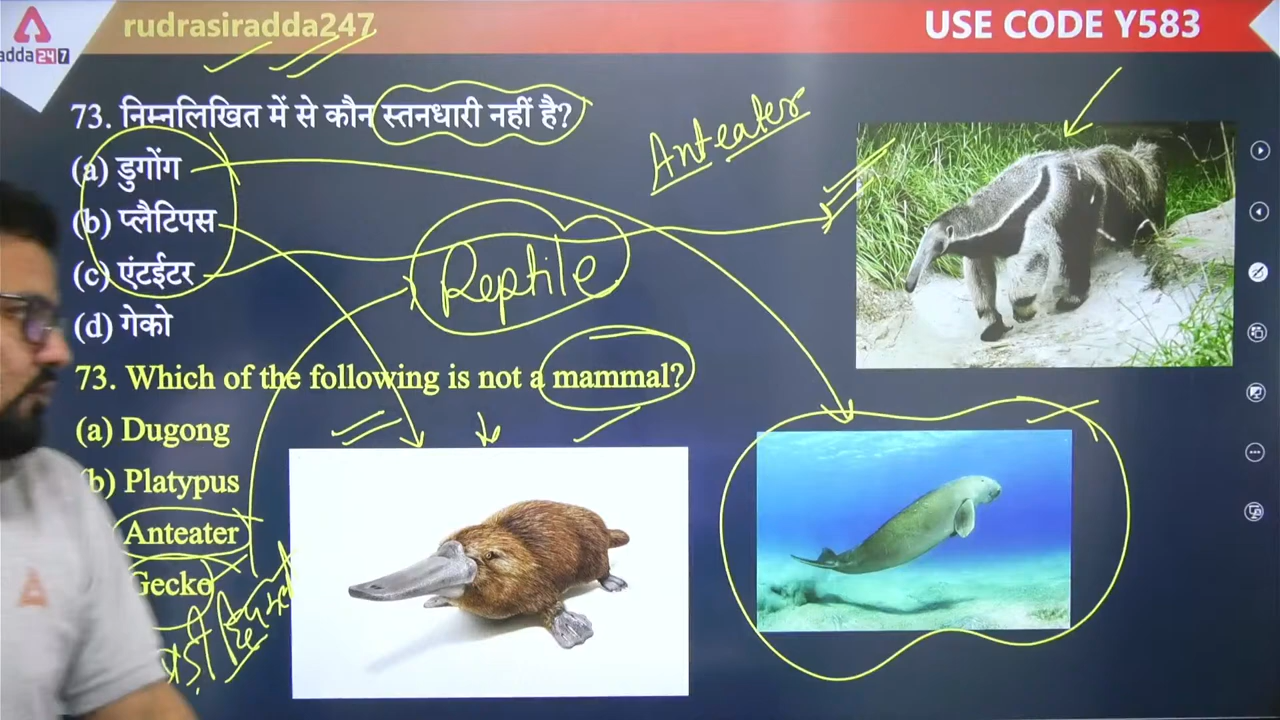 rudrasiradda247
USE CODE Y583
adda247
73. निम्नलिखित में से कौन स्तनधारी नहीं है?
(a) डुगोंग
(b) प्लैटिपस
(c) एंटईटर
(d) गेको
Anteater
Reptile
73. Which of the following is not a mammal?
(a) Dugong
(b) Platypus
Anteater
Gecko